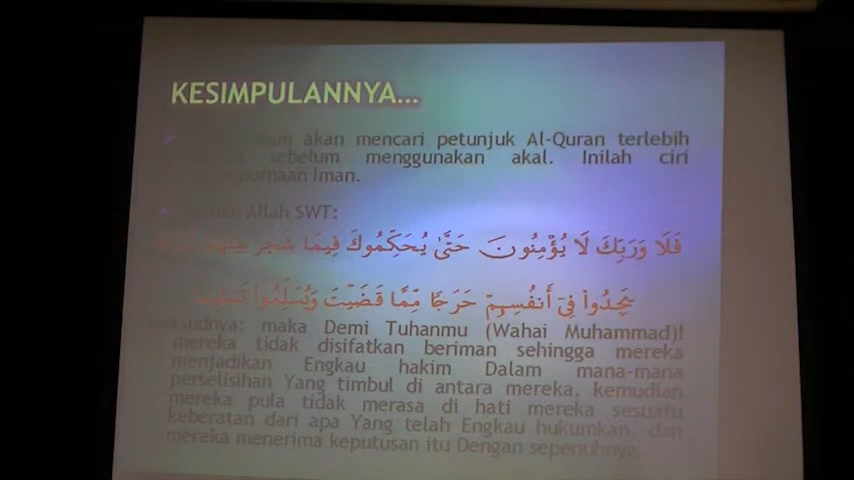 KESIMPULANNYA...
akan mencari petunjuk Al-Quran terlebih
sebelum menggunakan akal. Inilah ciri
Iman.
Allah SWT:
فَلَا وَرَبِّكَ لَا يُؤْمِنُونَ حَتَّىٰ يُحَكِّمُوكَ فِيمَا شَجَرَ بَيْنَهُمْ
يَجِدُوا۟ فِىٓ أَنفُسِهِمْ حَرَجًا مِّمَّا قَضَيْتَ وَيُسَلِّمُوا۟
maka Demi Tuhanmu (Wahai Muhammad)!
mereka tidak disifatkan beriman sehingga mereka
menjadikan Engkau hakim Dalam mana-mana
perselisihan Yang timbul di antara mereka, kemudian
mereka pula tidak merasa di hati mereka sesuatu
keberatan dari apa Yang telah Engkau hukumkan, dan
mereka menerima keputusan itu Dengan sepenuhnya.